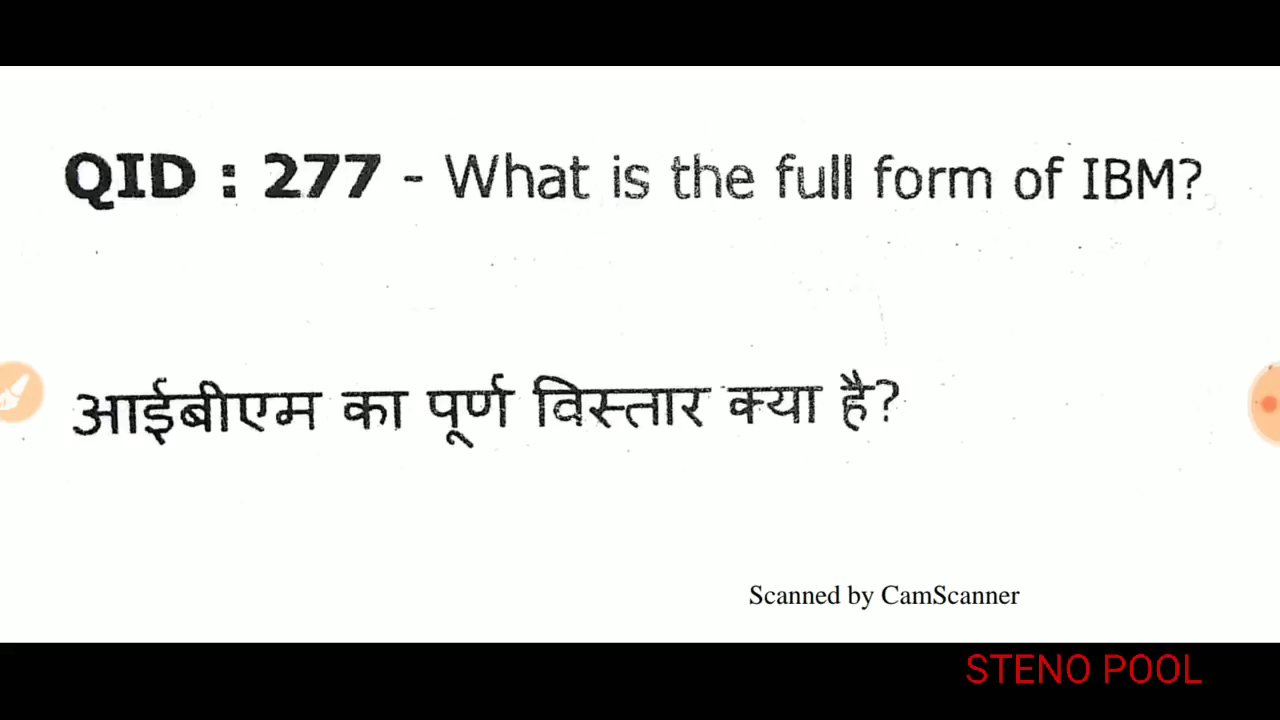 QID : 277 - What is the full form of IBM?
आईबीएम का पूर्ण विस्तार क्या है?
Scanned by CamScanner
STENO POOL